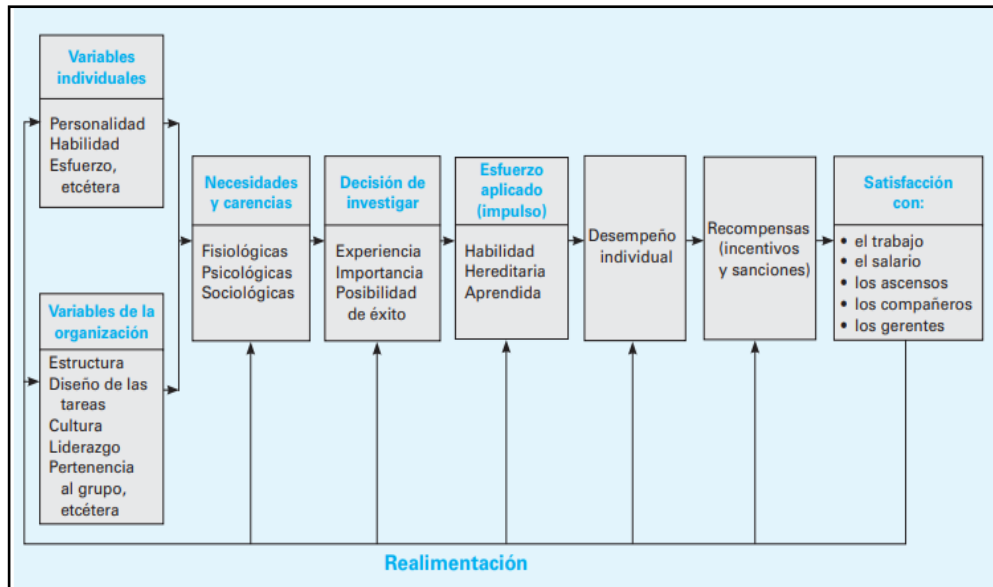 Variables
individuales
Personalidad
Habilidad
Esfuerzo,
etcétera
Variables de la
organización
Estructura
Diseño de las
tareas
Cultura
Liderazgo
Pertenencia
al grupo,
etcétera
Necesidades
y carencias
Fisiológicas
Psicológicas
Sociológicas
Decisión de
investigar
Experiencia
Importancia
Posibilidad
de éxito
Esfuerzo
aplicado
(impulso)
Habilidad
Hereditaria
Aprendida
Desempeño
individual
Recompensas
(incentivos
y sanciones)
Satisfacción
con:
• el trabajo
• el salario
• los ascensos
• los compañeros
• los gerentes
Realimentación